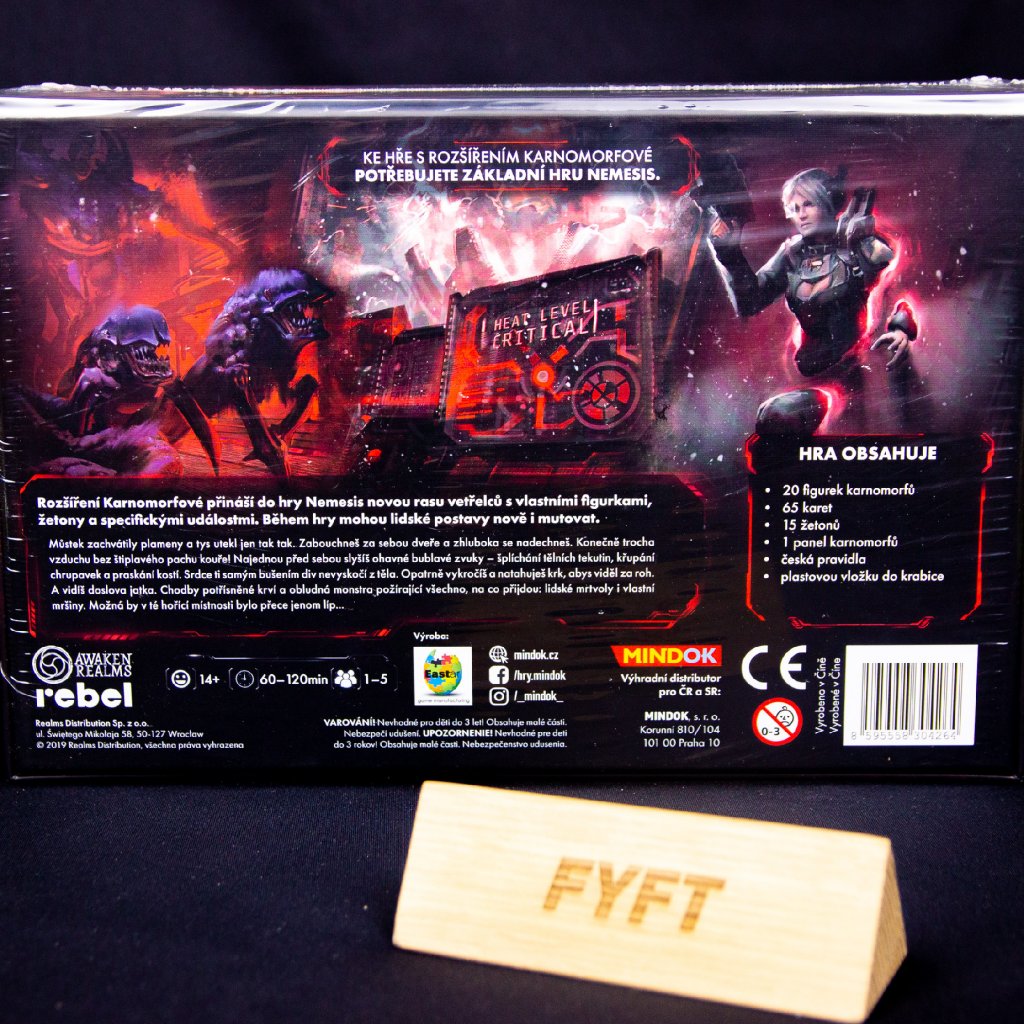 KE HŘE S ROZŠÍŘENÍM KARNOMORFOVÉ
POTŘEBUJETE ZÁKLADNÍ HRU NEMESIS.
HEAT LEVEL
CRITICAL
Rozšíření Karnomorfové přináší do hry Nemesis novou rasu vetřelců s vlastními figurkami,
žetony a specifickými událostmi. Během hry mohou lidské postavy nově i mutovat.
Můstek zachvátily plameny a tys utekl jen tak tak. Zabouchneš za sebou dveře a zhluboka se nadechneš. Konečně trocha
vzduchu bez štiplavého pachu kouře! Najednou před sebou slyšíš ohavné bublavé zvuky – šplíchání tělních tekutin, křupání
chrupavek a praskání kostí. Srdce ti samým bušením div nevyskočí z těla. Opatrně vykročíš a natahuješ krk, abys viděl za roh.
A vidíš doslova jatka. Chodby potřísněné krví a obludná monstra požírající všechno, na co přijdou: lidské mrtvoly i vlastní
mršiny. Možná by v té hořící místnosti bylo přece jenom líp...
HRA OBSAHUJE
• 20 figurek karnomorfů
• 65 karet
• 15 žetonů
• 1 panel karnomorfů
• česká pravidla
• plastovou vložku do krabice
AWAKEN
REALMS
rebel
Realms Distribution Sp. z o.o.
ul. Świętego Mikołaja 58, 50-127 Wrocław
© 2019 Realms Distribution, všechna práva vyhrazena
14+
60–120min
1–5
Výroba:
Eastar
game manufacturing
mindok.cz
/hry.mindok
/_mindok_
VAROVÁNÍ! Nevhodné pro děti do 3 let! Obsahuje malé části.
Nebezpečí udušení. UPOZORNENIE! Nevhodné pre deti
do 3 rokov! Obsahuje malé časti. Nebezpečenstvo udusenia.
MINDOK
Výhradní distributor
pro ČR a SR:
MINDOK, s. r. o.
Korunní 810/104
101 00 Praha 10
CE
0-3
Vyrobeno v Číně
Vyrobené v Číne
8 595558 304264
FYFT